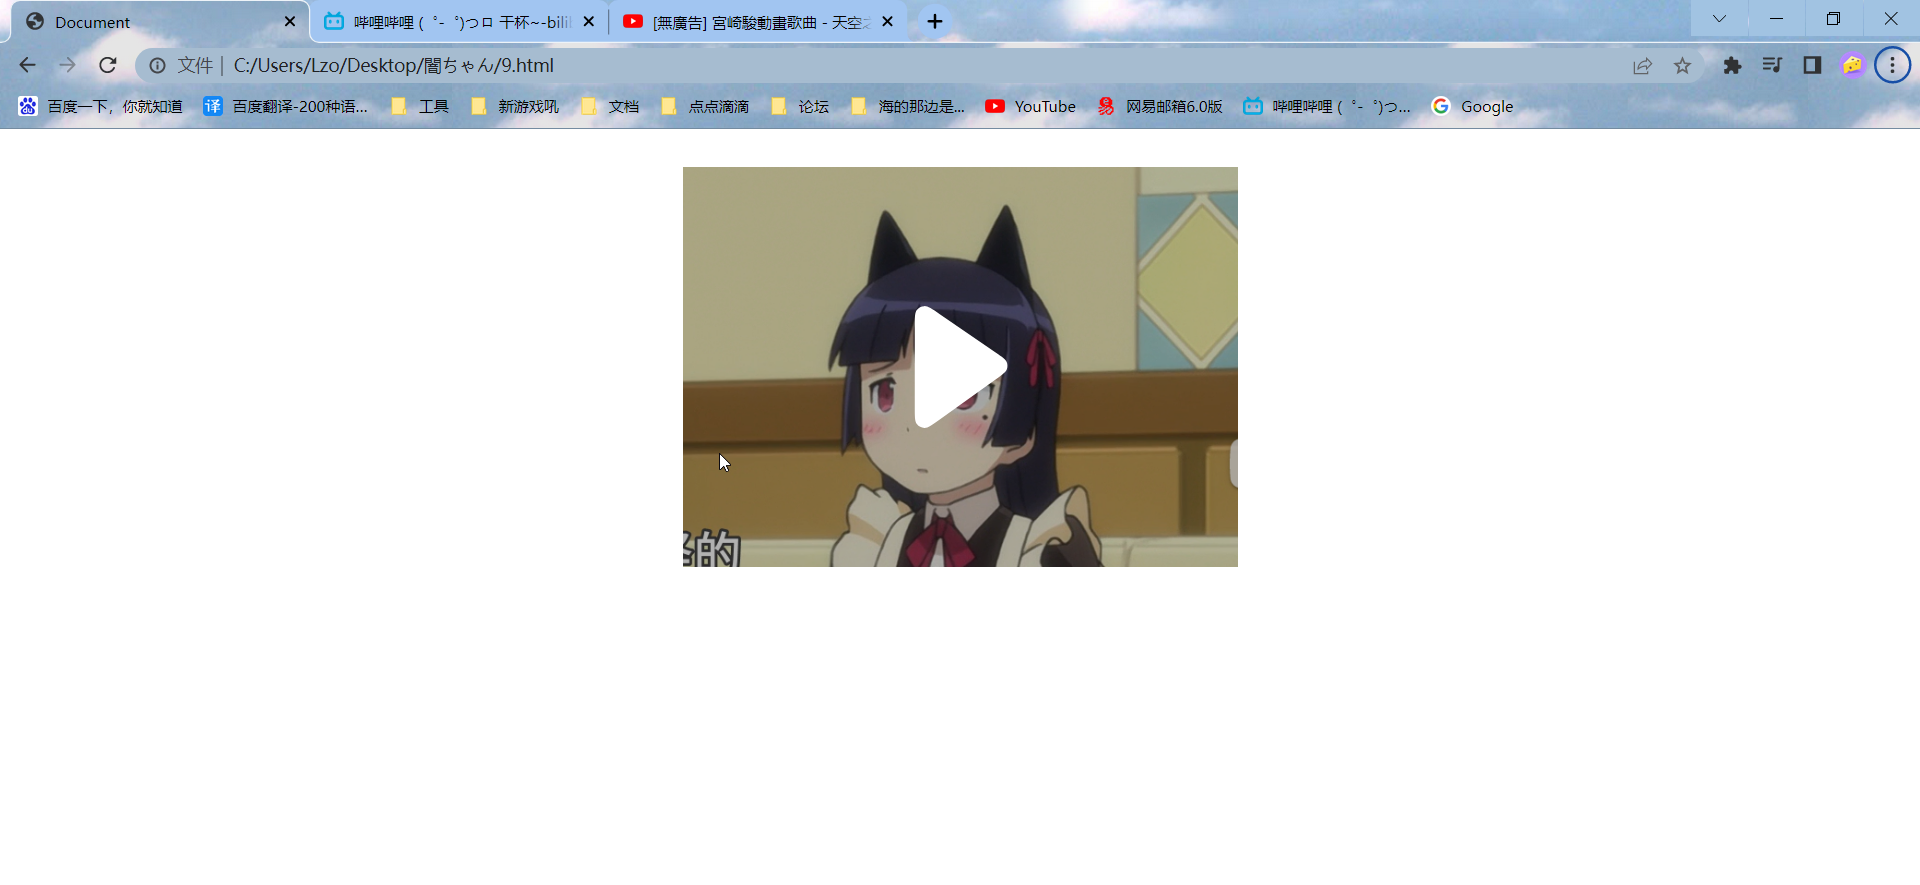 Document
哔哩哔哩 (゜-゜)つロ 干杯~-bili
[無廣告] 宮崎駿動畫歌曲 - 天空之
文件 | C:/Users/Lzo/Desktop/闇ちゃん/9.html
百度一下，你就知道 百度翻译-200种语... 工具 新游戏吼 文档 点点滴滴 论坛 海的那边是... YouTube 网易邮箱6.0版 哔哩哔哩 (゜-゜)つ... Google
译
的